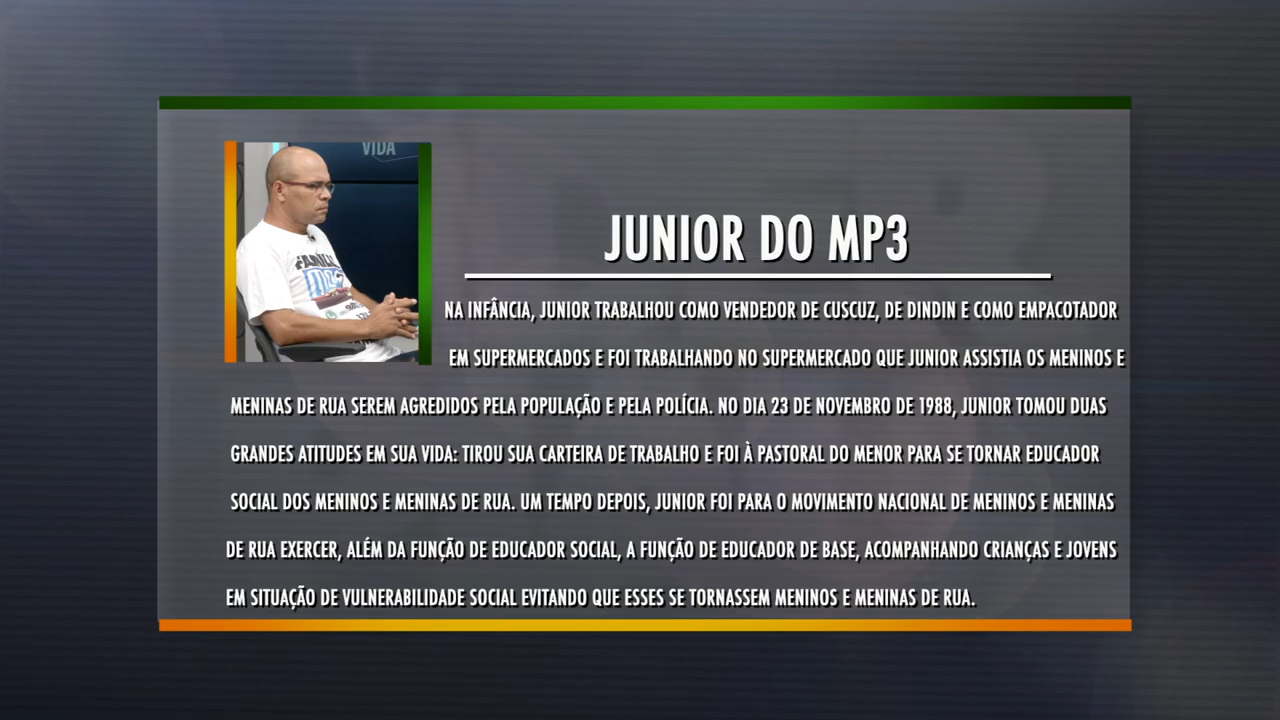 VIDA
JUNIOR DO MP3
NA INFÂNCIA, JUNIOR TRABALHOU COMO VENDEDOR DE CUSCUZ, DE DINDIN E COMO EMPACOTADOR
EM SUPERMERCADOS E FOI TRABALHANDO NO SUPERMERCADO QUE JUNIOR ASSISTIA OS MENINOS E
MENINAS DE RUA SEREM AGREDIDOS PELA POPULAÇÃO E PELA POLÍCIA. NO DIA 23 DE NOVEMBRO DE 1988, JUNIOR TOMOU DUAS
GRANDES ATITUDES EM SUA VIDA: TIROU SUA CARTEIRA DE TRABALHO E FOI À PASTORAL DO MENOR PARA SE TORNAR EDUCADOR
SOCIAL DOS MENINOS E MENINAS DE RUA. UM TEMPO DEPOIS, JUNIOR FOI PARA O MOVIMENTO NACIONAL DE MENINOS E MENINAS
DE RUA EXERCER, ALÉM DA FUNÇÃO DE EDUCADOR SOCIAL, A FUNÇÃO DE EDUCADOR DE BASE, ACOMPANHANDO CRIANÇAS E JOVENS
EM SITUAÇÃO DE VULNERABILIDADE SOCIAL EVITANDO QUE ESSES SE TORNASSEM MENINOS E MENINAS DE RUA.